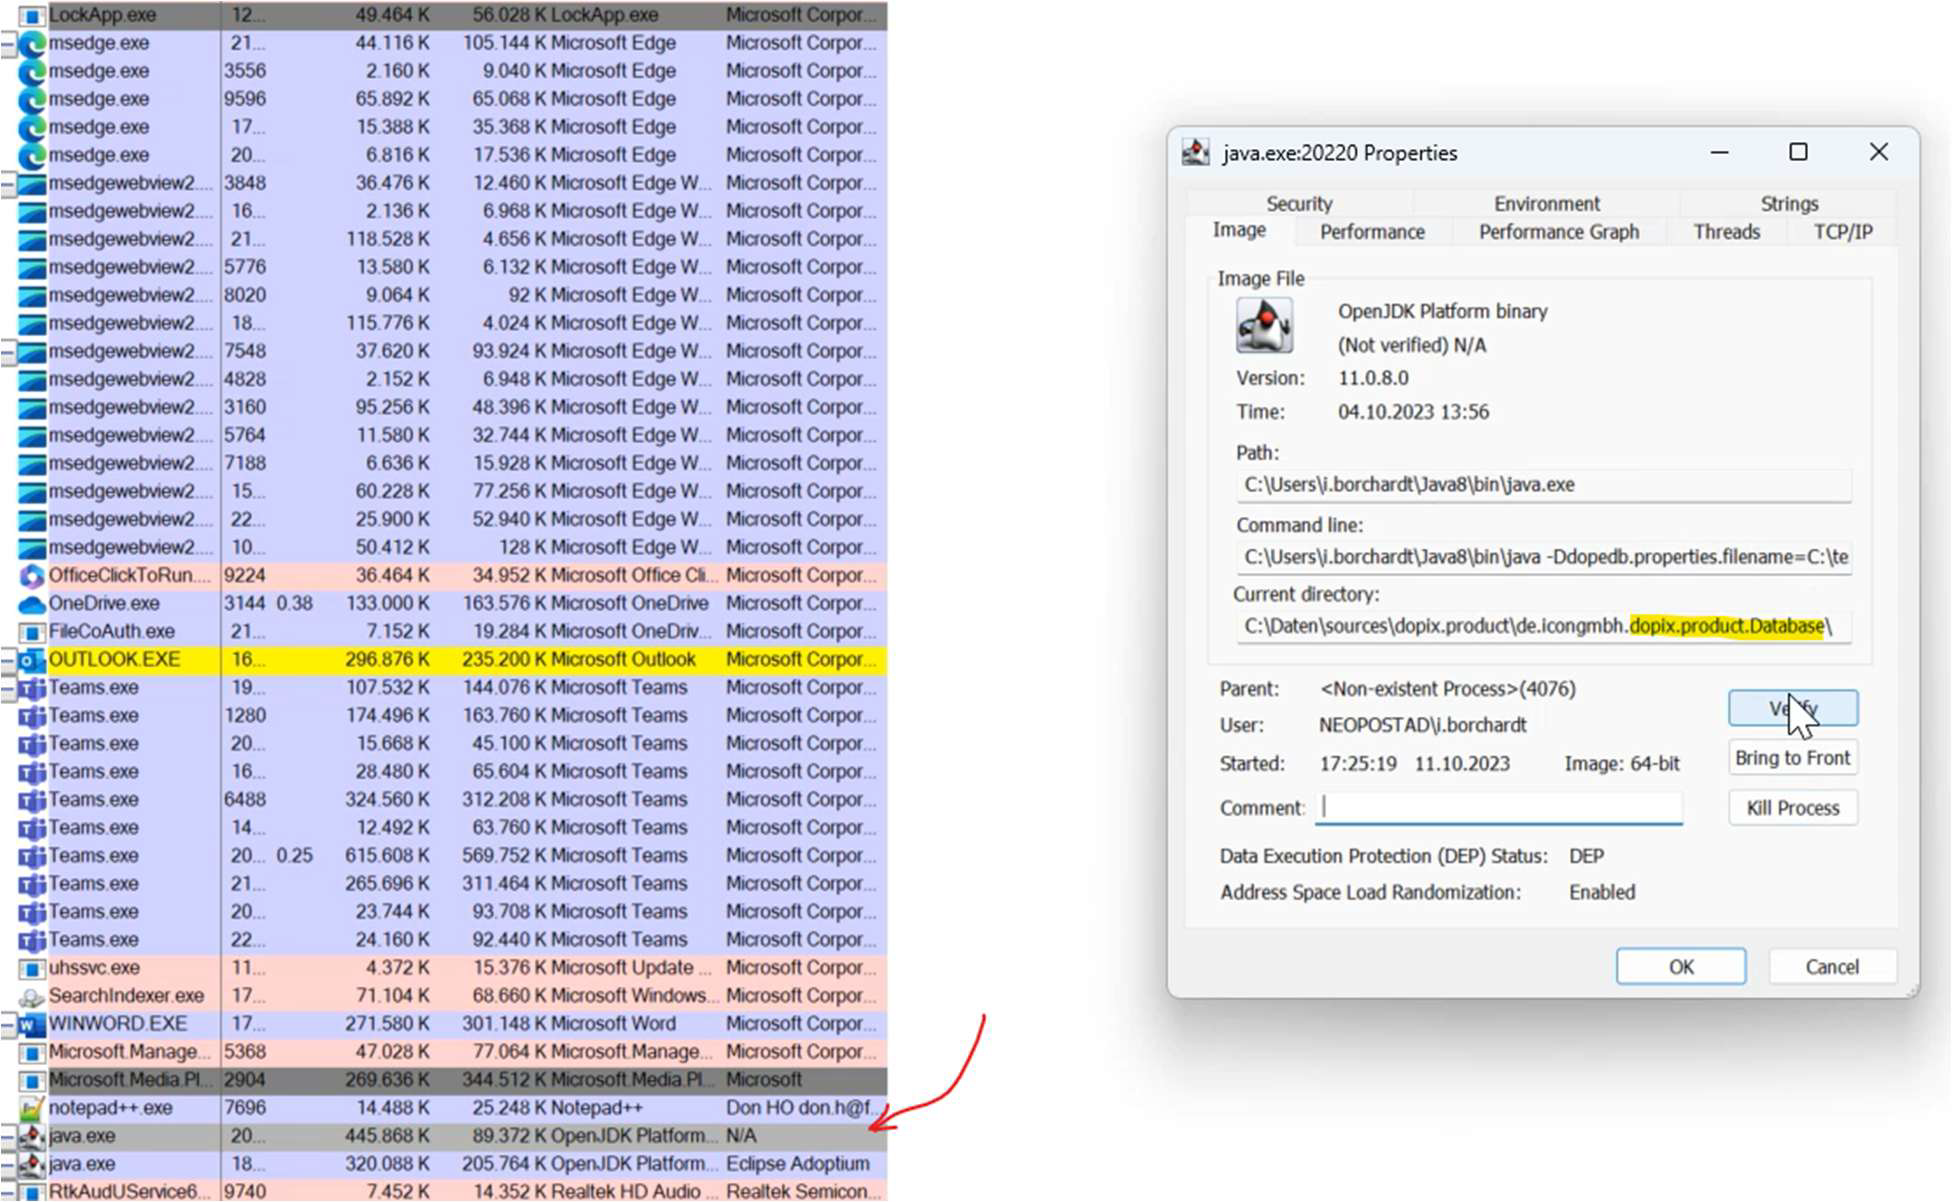 LockApp.exe 12... 49.464 K 56.028 K LockApp.exe Microsoft Corpor...
msedge.exe 21... 44.116 K 105.144 K Microsoft Edge Microsoft Corpor...
msedge.exe 3556 2.160 K 9.040 K Microsoft Edge Microsoft Corpor...
msedge.exe 9596 65.892 K 65.068 K Microsoft Edge Microsoft Corpor...
msedge.exe 17... 15.388 K 35.368 K Microsoft Edge Microsoft Corpor...
msedge.exe 20... 6.816 K 17.536 K Microsoft Edge Microsoft Corpor...
msedgewebview2.... 3848 36.476 K 12.460 K Microsoft Edge W... Microsoft Corpor...
msedgewebview2.... 16... 2.136 K 6.968 K Microsoft Edge W... Microsoft Corpor...
msedgewebview2.... 21... 118.528 K 4.656 K Microsoft Edge W... Microsoft Corpor...
msedgewebview2.... 5776 13.580 K 6.132 K Microsoft Edge W... Microsoft Corpor...
msedgewebview2.... 8020 9.064 K 92 K Microsoft Edge W... Microsoft Corpor...
msedgewebview2.... 18... 115.776 K 4.024 K Microsoft Edge W... Microsoft Corpor...
msedgewebview2.... 7548 37.620 K 93.924 K Microsoft Edge W... Microsoft Corpor...
msedgewebview2.... 4828 2.152 K 6.948 K Microsoft Edge W... Microsoft Corpor...
msedgewebview2.... 3160 95.256 K 48.396 K Microsoft Edge W... Microsoft Corpor...
msedgewebview2.... 5764 11.580 K 32.744 K Microsoft Edge W... Microsoft Corpor...
msedgewebview2.... 7188 6.636 K 15.928 K Microsoft Edge W... Microsoft Corpor...
msedgewebview2.... 15... 60.228 K 77.256 K Microsoft Edge W... Microsoft Corpor...
msedgewebview2.... 22... 25.900 K 52.940 K Microsoft Edge W... Microsoft Corpor...
msedgewebview2.... 10... 50.412 K 128 K Microsoft Edge W... Microsoft Corpor...
OfficeClickToRun.... 9224 36.464 K 34.952 K Microsoft Office Cli... Microsoft Corpor...
OneDrive.exe 3144 0.38 133.000 K 163.576 K Microsoft OneDrive Microsoft Corpor...
FileCoAuth.exe 21... 7.152 K 19.284 K Microsoft OneDriv... Microsoft Corpor...
OUTLOOK.EXE 16... 296.876 K 235.200 K Microsoft Outlook Microsoft Corpor...
Teams.exe 19... 107.532 K 144.076 K Microsoft Teams Microsoft Corpor...
Teams.exe 1280 174.496 K 163.760 K Microsoft Teams Microsoft Corpor...
Teams.exe 20... 15.668 K 45.100 K Microsoft Teams Microsoft Corpor...
Teams.exe 16... 28.480 K 65.604 K Microsoft Teams Microsoft Corpor...
Teams.exe 6488 324.560 K 312.208 K Microsoft Teams Microsoft Corpor...
Teams.exe 14... 12.492 K 63.760 K Microsoft Teams Microsoft Corpor...
Teams.exe 20... 0.25 615.608 K 569.752 K Microsoft Teams Microsoft Corpor...
Teams.exe 21... 265.696 K 311.464 K Microsoft Teams Microsoft Corpor...
Teams.exe 20... 23.744 K 93.708 K Microsoft Teams Microsoft Corpor...
Teams.exe 22... 24.160 K 92.440 K Microsoft Teams Microsoft Corpor...
uhssvc.exe 11... 4.372 K 15.376 K Microsoft Update ... Microsoft Corpor...
SearchIndexer.exe 17... 71.104 K 68.660 K Microsoft Windows... Microsoft Corpor...
WINWORD.EXE 17... 271.580 K 301.148 K Microsoft Word Microsoft Corpor...
Microsoft.Manage... 5368 47.028 K 77.064 K Microsoft.Manage... Microsoft Corpor...
Microsoft.Media.Pl... 2904 269.636 K 344.512 K Microsoft.Media.Pl... Microsoft
notepad++.exe 7696 14.488 K 25.248 K Notepad++ Don HO don.h@f...
java.exe 20... 445.868 K 89.372 K OpenJDK Platform... N/A
java.exe 18... 320.088 K 205.764 K OpenJDK Platform... Eclipse Adoptium
RtkAudUService6... 9740 7.452 K 14.352 K Realtek HD Audio ... Realtek Semicon...
java.exe:20220 Properties
Security Environment Strings
Image Performance Performance Graph Threads TCP/IP
Image File
OpenJDK Platform binary
(Not verified) N/A
Version: 11.0.8.0
Time: 04.10.2023 13:56
Path:
C:\Users\i.borchardt\Java8\bin\java.exe
Command line:
C:\Users\i.borchardt\Java8\bin\java -Ddopedb.properties.filename=C:\te
Current directory:
C:\Daten\sources\dopix.product\de.icongmbh.dopix.product.Database\
Parent: <Non-existent Process>(4076)
Verify
User: NEOPOSTAD\i.borchardt
Bring to Front
Started: 17:25:19 11.10.2023 Image: 64-bit
Comment:
Kill Process
Data Execution Protection (DEP) Status: DEP
Address Space Load Randomization: Enabled
OK Cancel